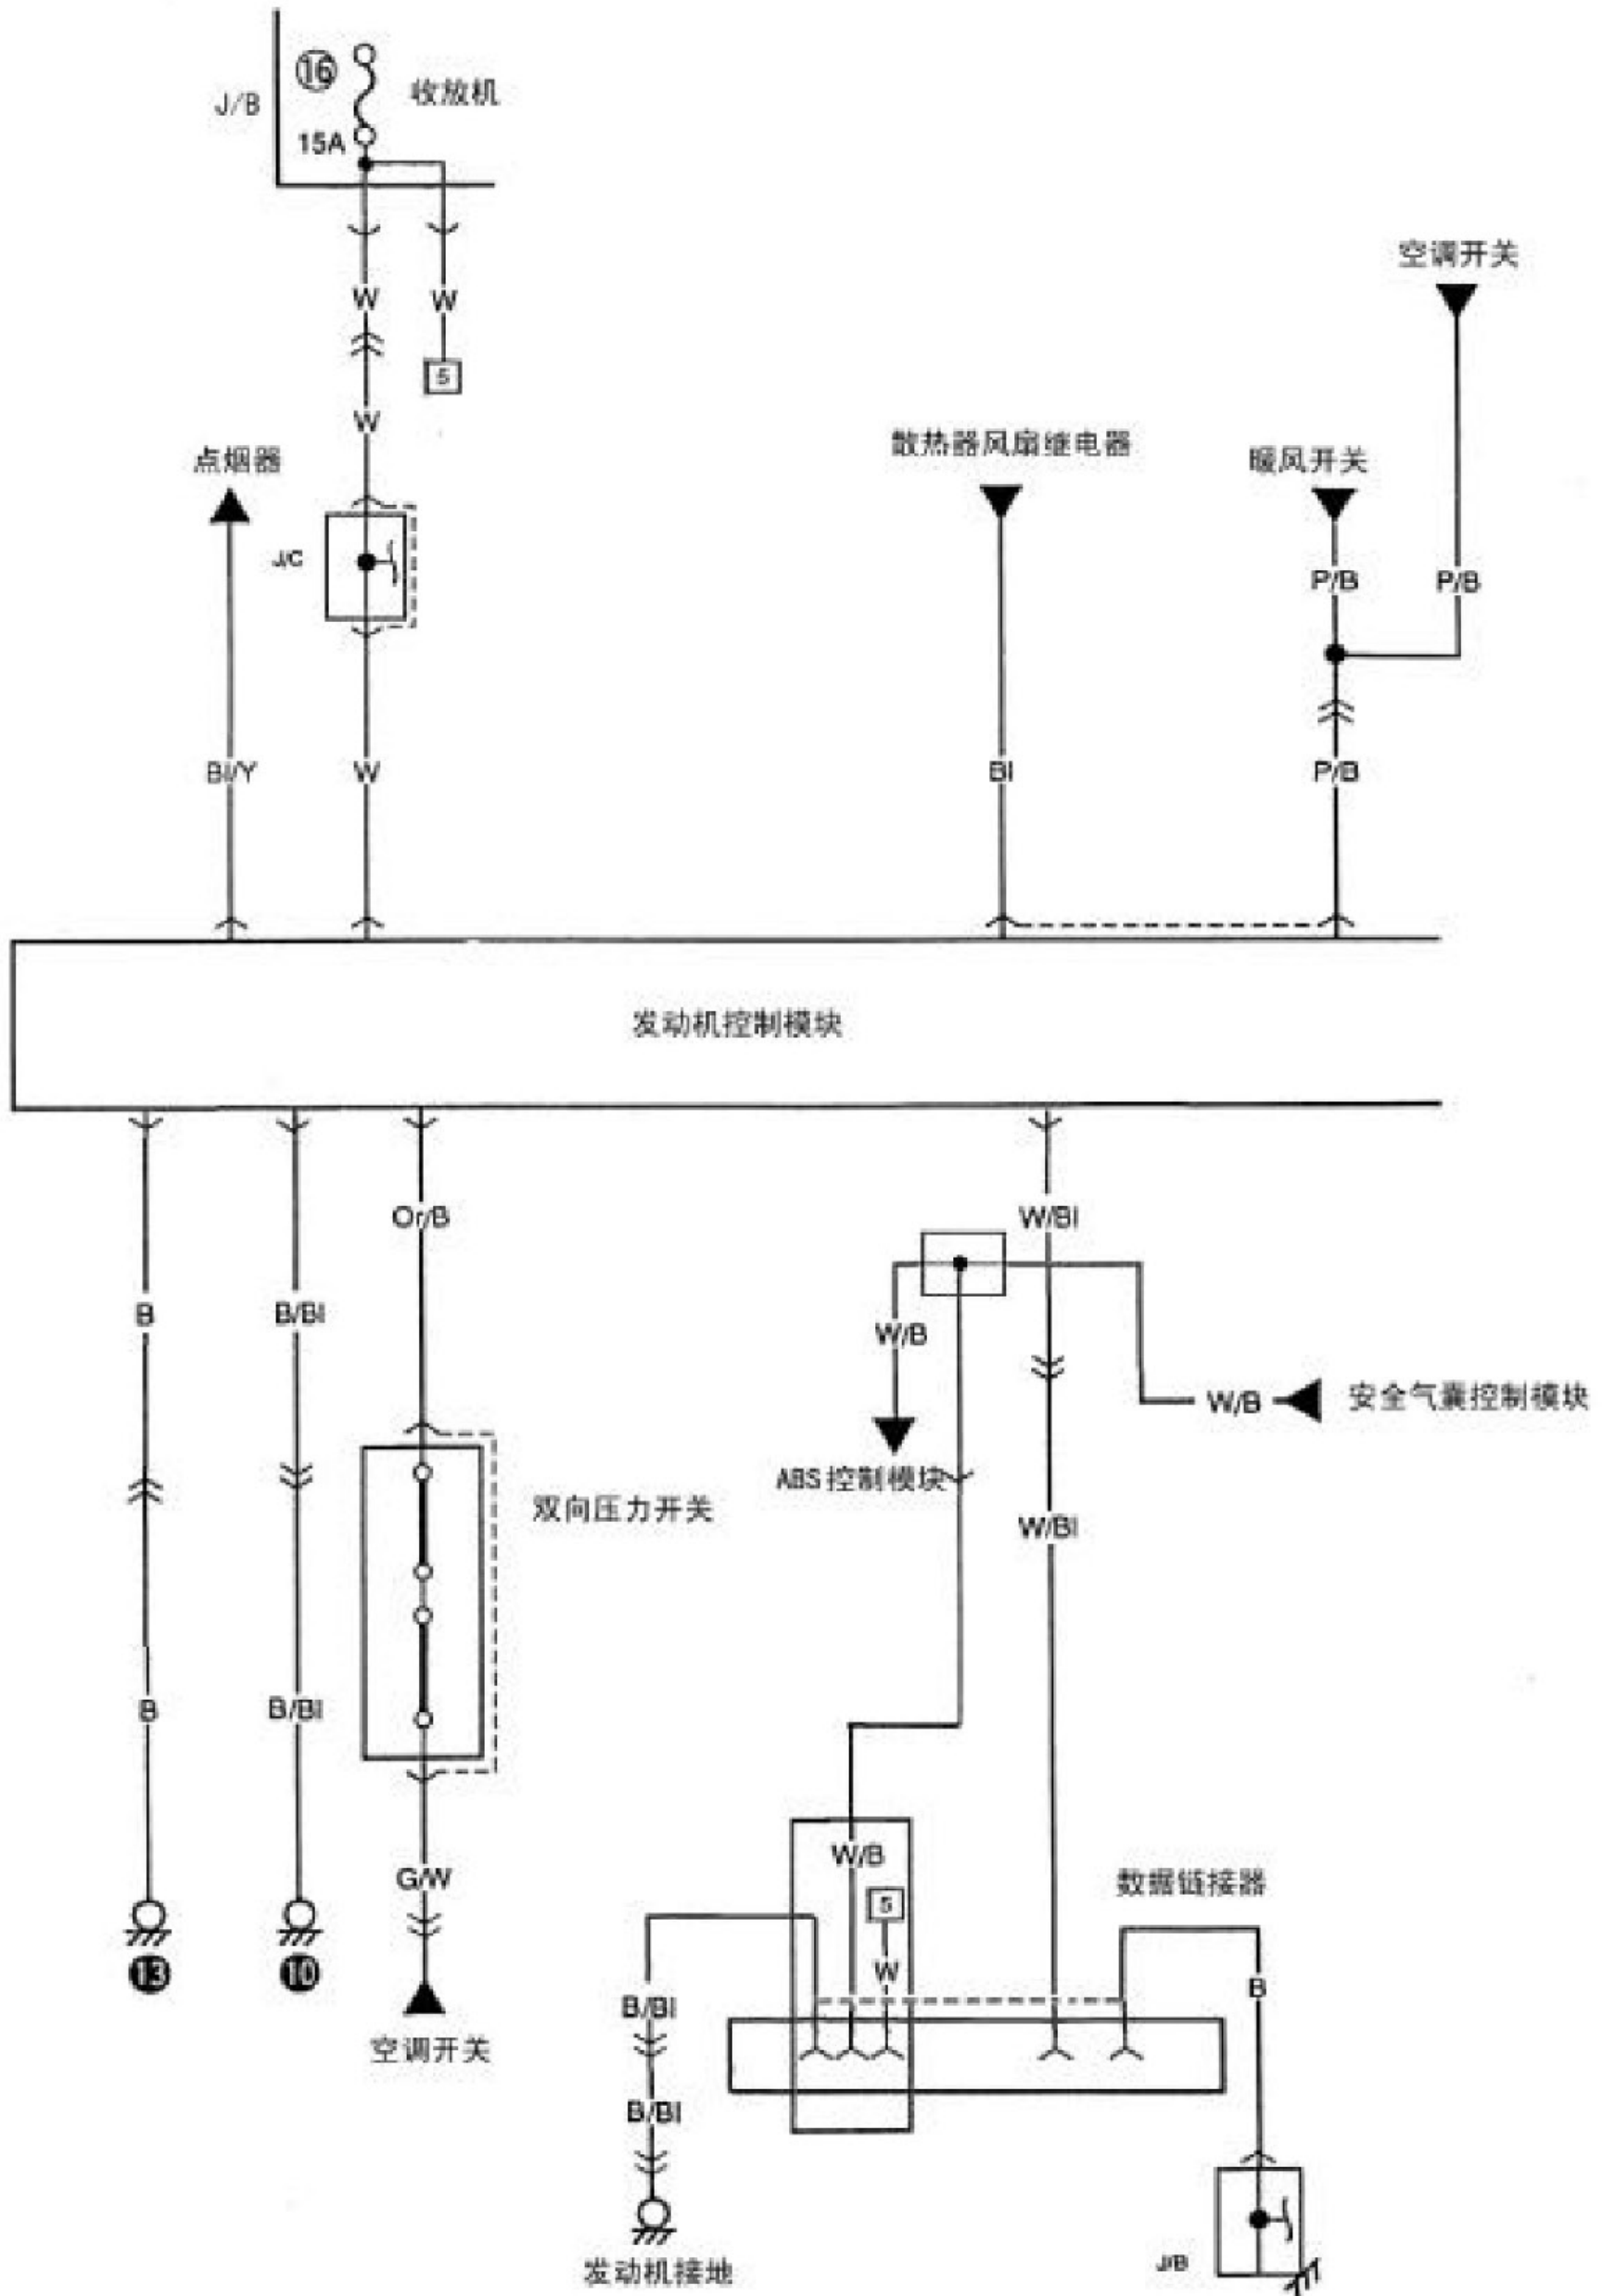 16
收放机
J/B
15A
空调开关
W
W
5
W
点烟器
散热器风扇继电器
暖风开关
J/C
P/B
P/B
Bl/Y
W
Bl
P/B
发动机控制模块
Or/B
W/Bl
B
B/Bl
W/B
安全气囊控制模块
W/B
ABS 控制模块
双向压力开关
W/Bl
B
B/Bl
W/B
G/W
数据链接器
5
13
10
W
B
B/Bl
空调开关
B/Bl
J/B
发动机接地